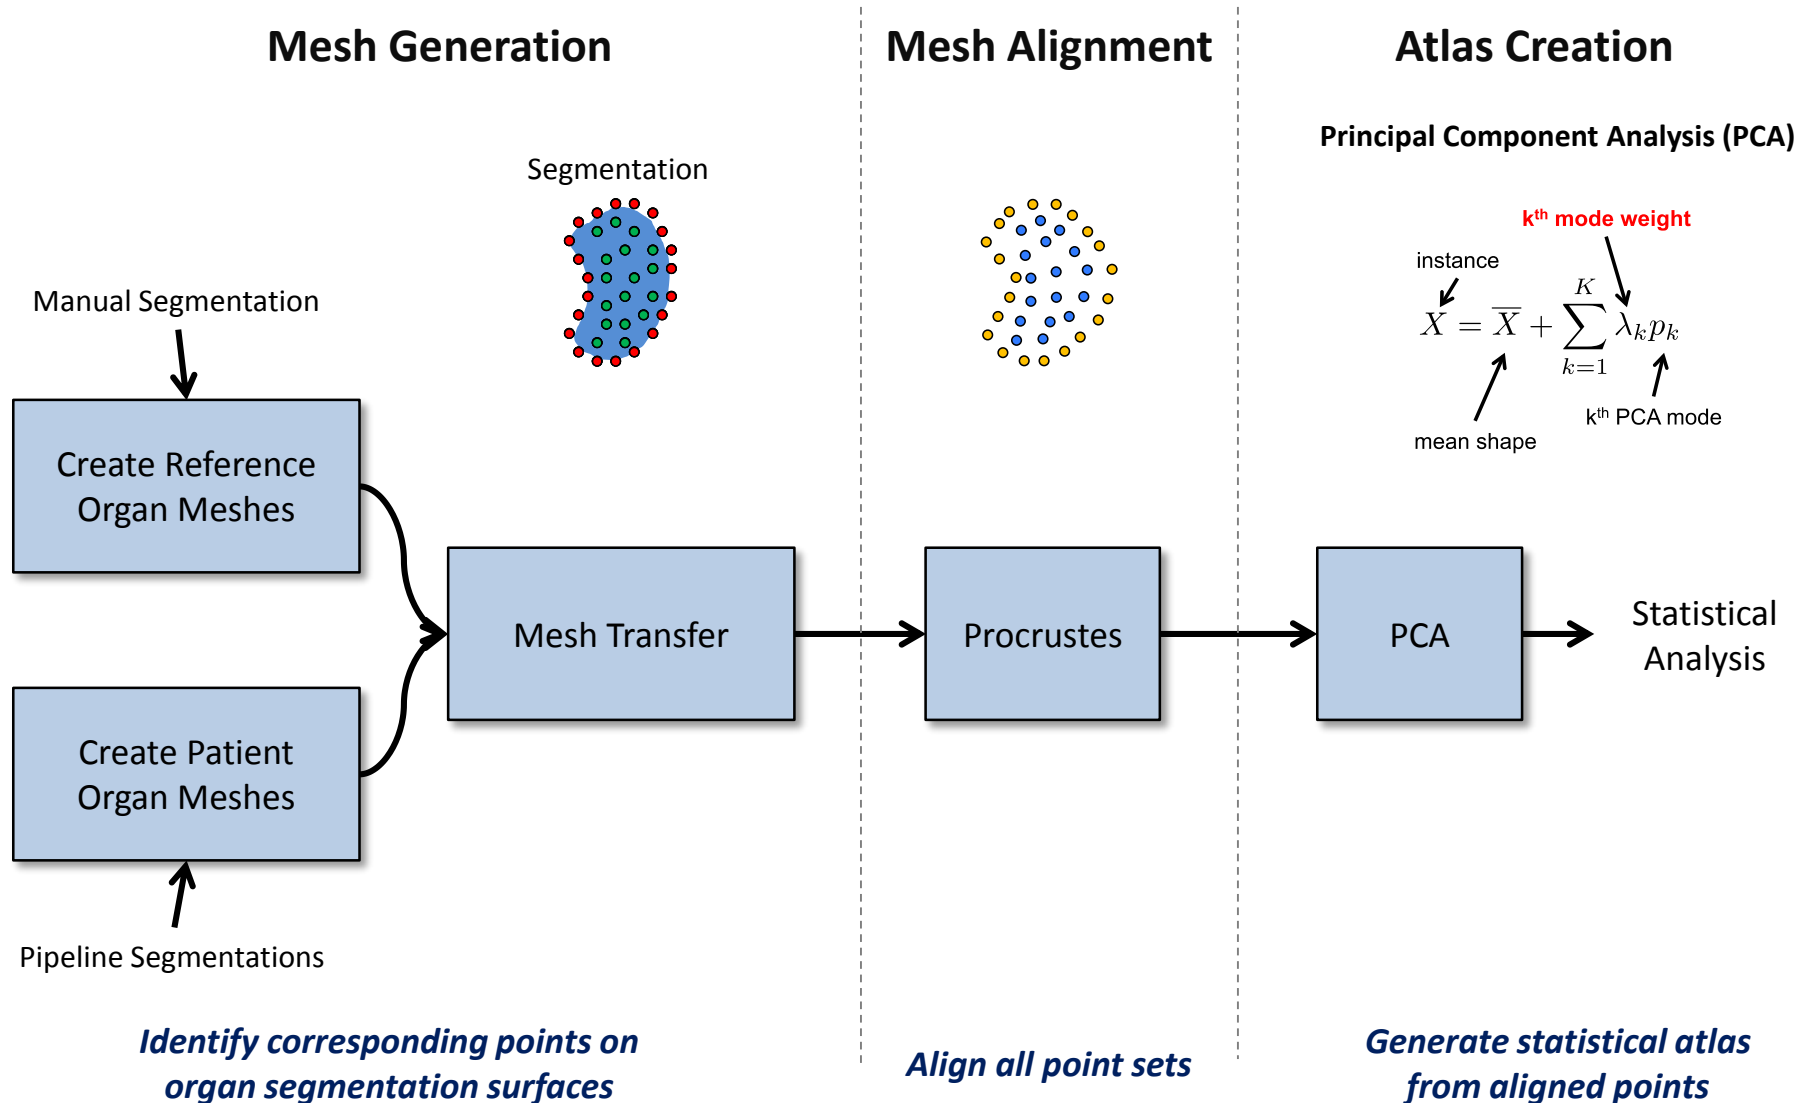 Mesh Generation
Mesh Alignment
Atlas Creation
Principal Component Analysis (PCA)
Segmentation
kth mode weight
instance
Manual Segmentation
X = X̅ + ∑ λₖpₖ
K
k=1
kth PCA mode
mean shape
Create Reference
Organ Meshes
Mesh Transfer
Procrustes
PCA
Statistical
Analysis
Create Patient
Organ Meshes
Pipeline Segmentations
Identify corresponding points on
organ segmentation surfaces
Align all point sets
Generate statistical atlas
from aligned points